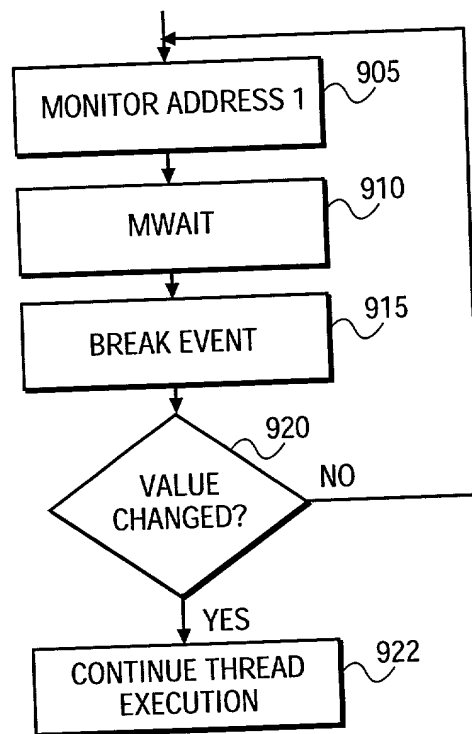 905
MONITOR ADDRESS 1
910
MWAIT
915
BREAK EVENT
920
VALUE
CHANGED?
NO
YES
922
CONTINUE THREAD
EXECUTION